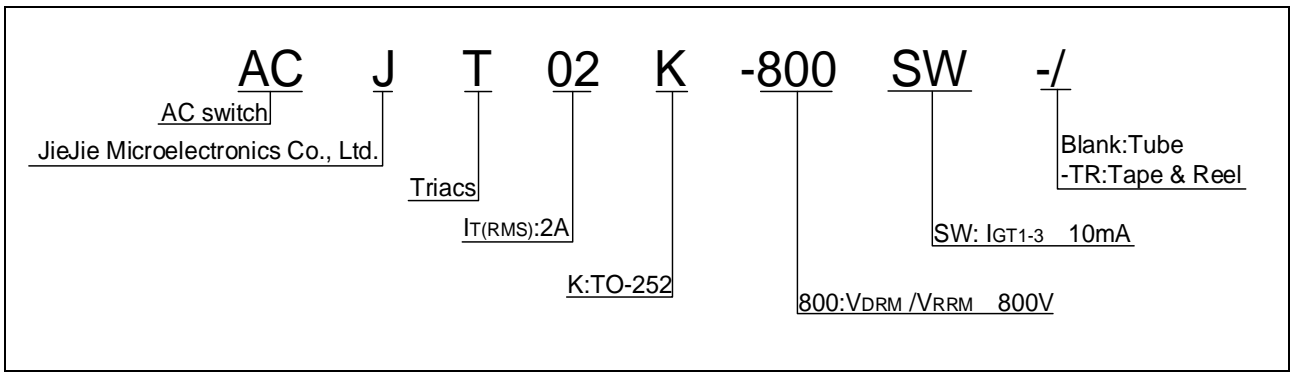 AC J T 02 K -800 SW -/
AC switch
JieJie Microelectronics Co., Ltd.
Triacs
IT(RMS):2A
K:TO-252
Blank:Tube
-TR:Tape & Reel
SW: IGT1-3 10mA
800:VDRM /VRRM 800V